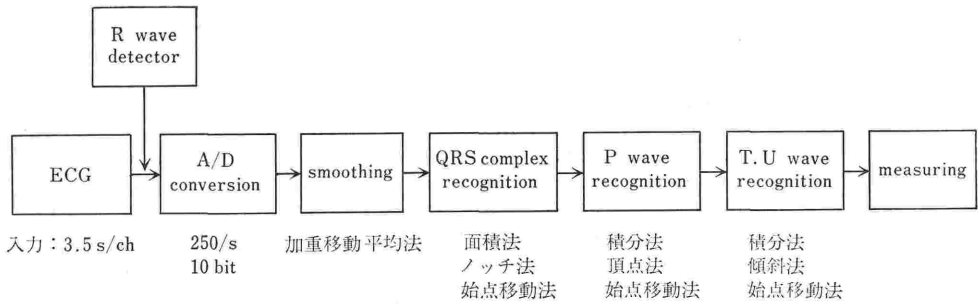 R wave
detector
ECG
A/D
conversion
smoothing
QRS complex
recognition
P wave
recognition
T.U wave
recognition
measuring
入力：3.5 s/ch
250/s
10 bit
加重移動平均法
面積法
ノッチ法
始点移動法
積分法
頂点法
始点移動法
積分法
傾斜法
始点移動法